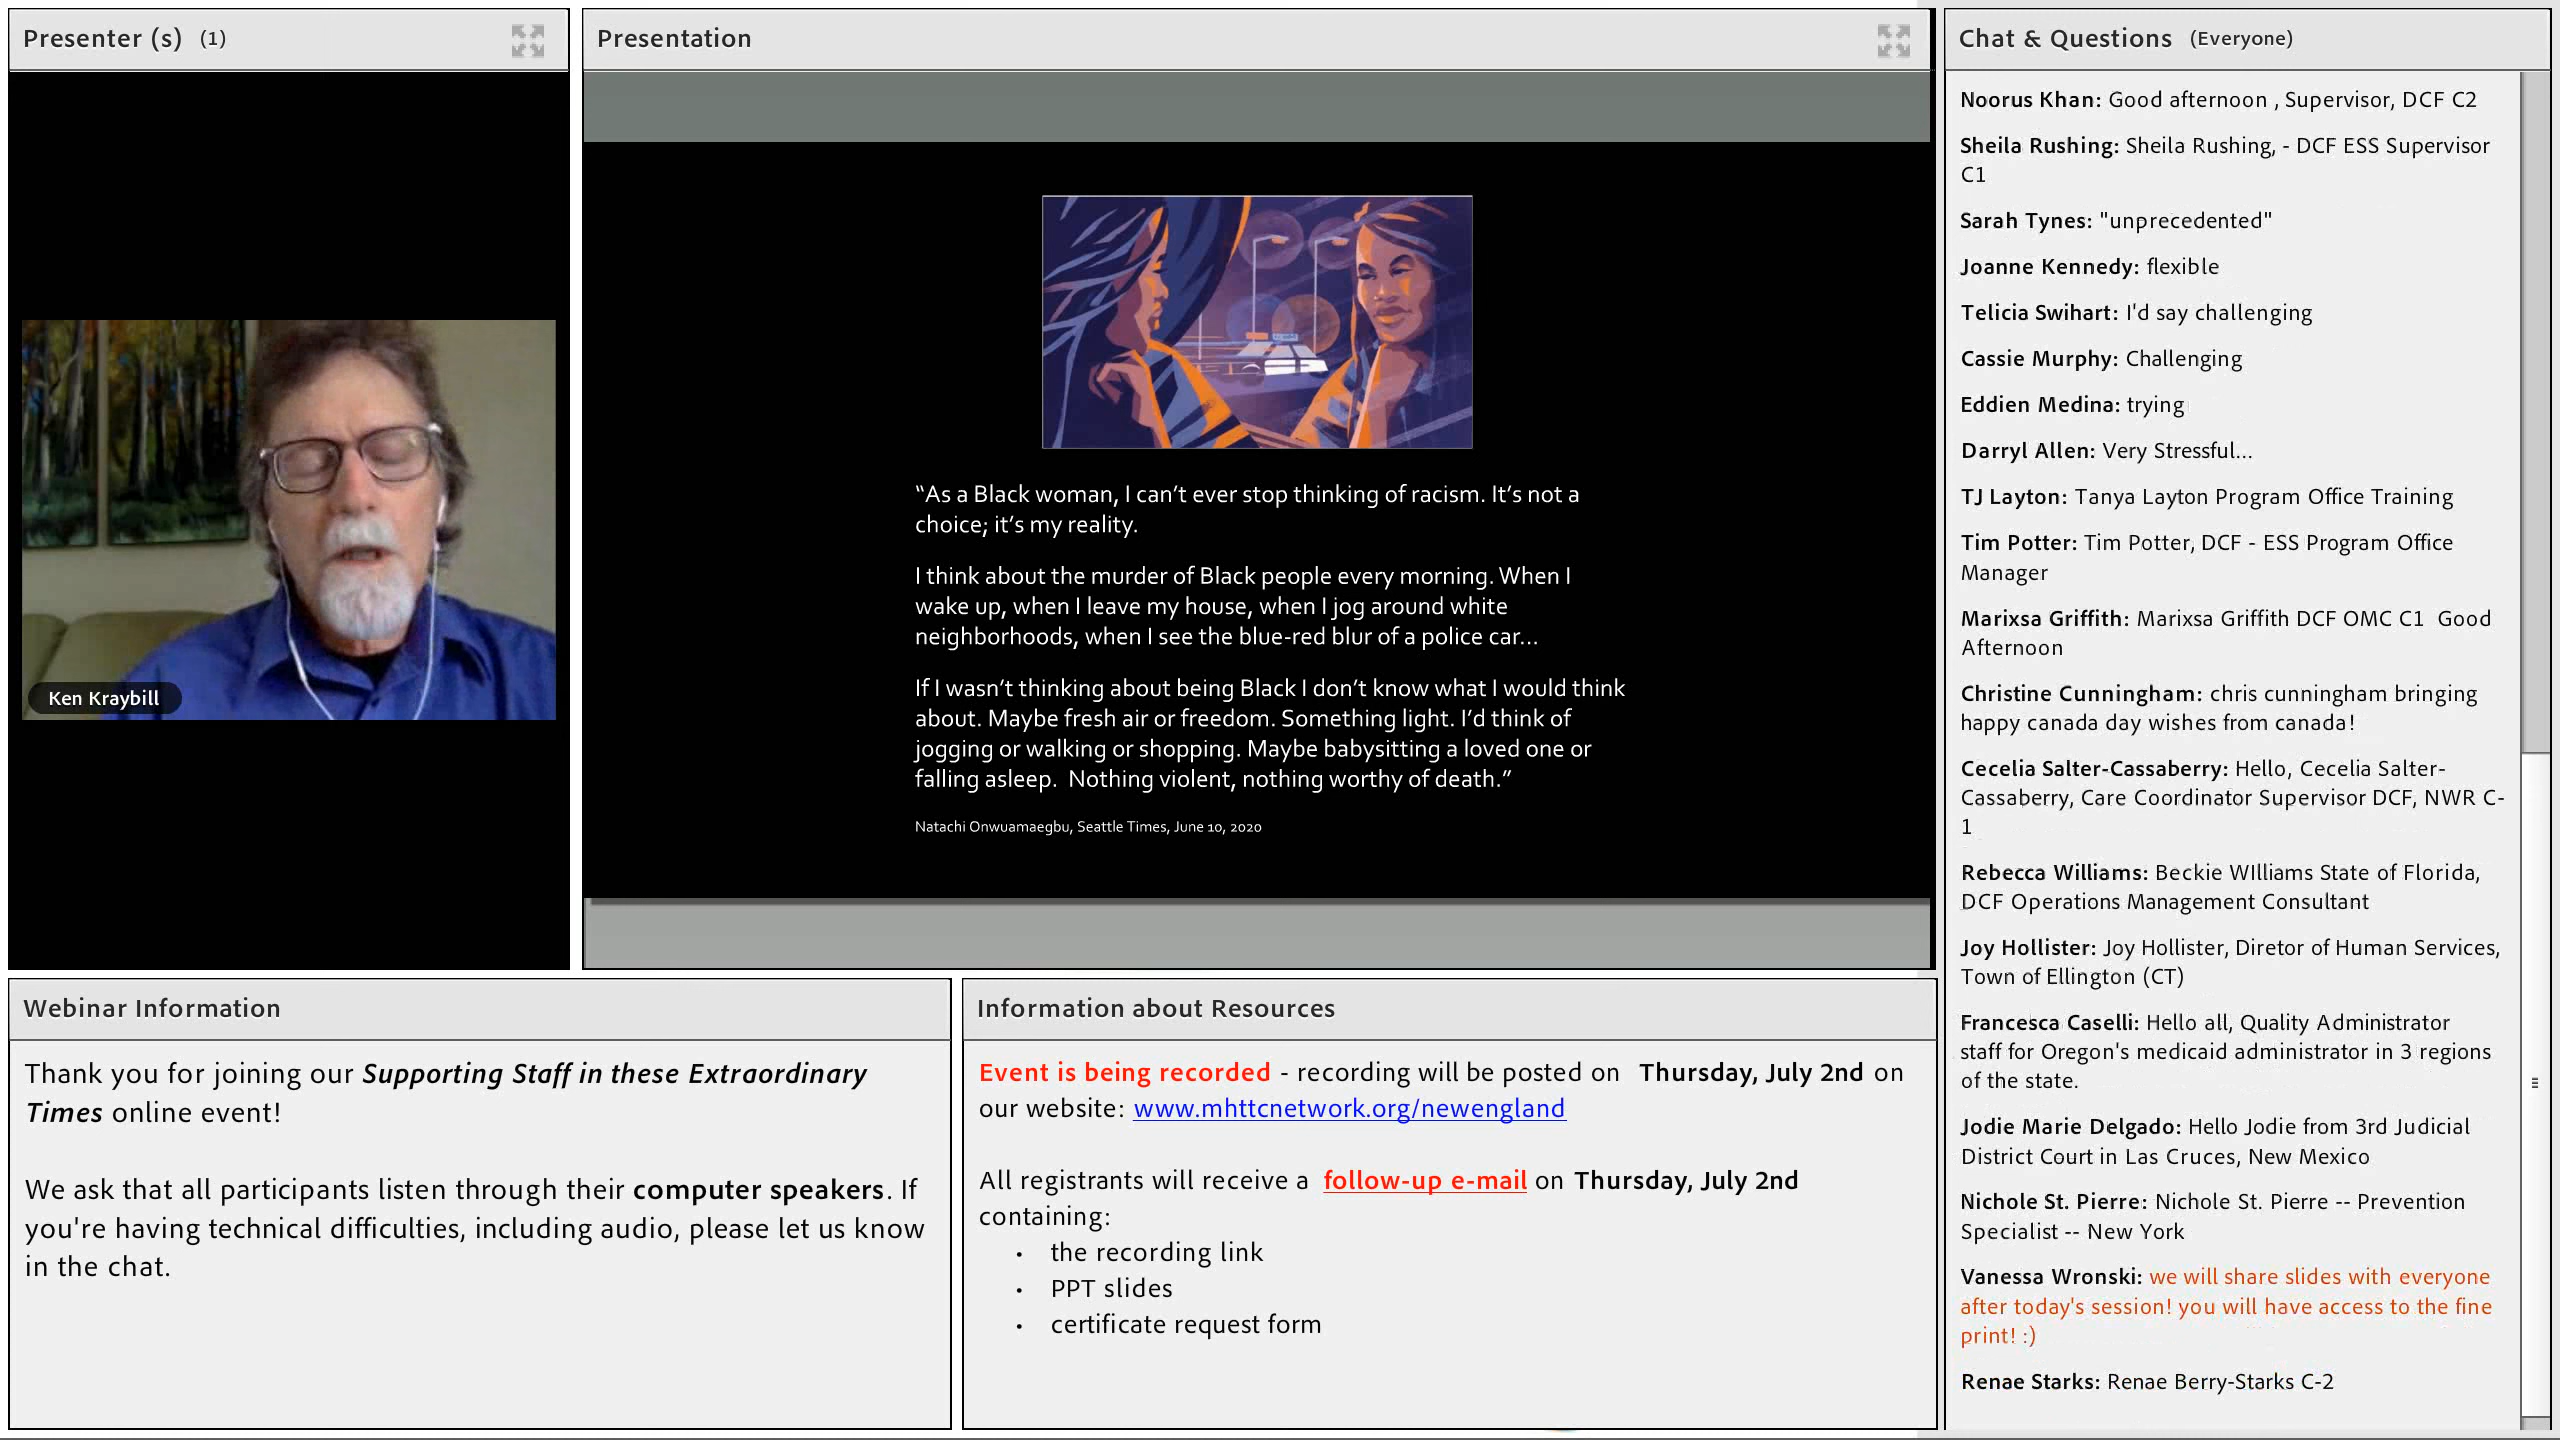 Presenter (s) (1)
Ken Kraybill
Presentation
“As a Black woman, I can’t ever stop thinking of racism. It’s not a
choice; it’s my reality.
I think about the murder of Black people every morning. When I
wake up, when I leave my house, when I jog around white
neighborhoods, when I see the blue-red blur of a police car…
If I wasn’t thinking about being Black I don’t know what I would think
about. Maybe fresh air or freedom. Something light. I’d think of
jogging or walking or shopping. Maybe babysitting a loved one or
falling asleep.  Nothing violent, nothing worthy of death.”
Natachi Onwuamaegbu, Seattle Times, June 10, 2020
Webinar Information
Thank you for joining our Supporting Staff in these Extraordinary
Times online event!
We ask that all participants listen through their computer speakers. If
you're having technical difficulties, including audio, please let us know
in the chat.
Information about Resources
Event is being recorded - recording will be posted on Thursday, July 2nd on
our website: www.mhttcnetwork.org/newengland
All registrants will receive a follow-up e-mail on Thursday, July 2nd
containing:
• the recording link
• PPT slides
• certificate request form
Chat & Questions (Everyone)
Noorus Khan: Good afternoon , Supervisor, DCF C2
Sheila Rushing: Sheila Rushing, - DCF ESS Supervisor
C1
Sarah Tynes: "unprecedented"
Joanne Kennedy: flexible
Telicia Swihart: I'd say challenging
Cassie Murphy: Challenging
Eddien Medina: trying
Darryl Allen: Very Stressful...
TJ Layton: Tanya Layton Program Office Training
Tim Potter: Tim Potter, DCF - ESS Program Office
Manager
Marixsa Griffith: Marixsa Griffith DCF OMC C1  Good
Afternoon
Christine Cunningham: chris cunningham bringing
happy canada day wishes from canada!
Cecelia Salter-Cassaberry: Hello, Cecelia Salter-
Cassaberry, Care Coordinator Supervisor DCF, NWR C-
1
Rebecca Williams: Beckie WIlliams State of Florida,
DCF Operations Management Consultant
Joy Hollister: Joy Hollister, Diretor of Human Services,
Town of Ellington (CT)
Francesca Caselli: Hello all, Quality Administrator
staff for Oregon's medicaid administrator in 3 regions
of the state.
Jodie Marie Delgado: Hello Jodie from 3rd Judicial
District Court in Las Cruces, New Mexico
Nichole St. Pierre: Nichole St. Pierre -- Prevention
Specialist -- New York
Vanessa Wronski: we will share slides with everyone
after today's session! you will have access to the fine
print! :)
Renae Starks: Renae Berry-Starks C-2